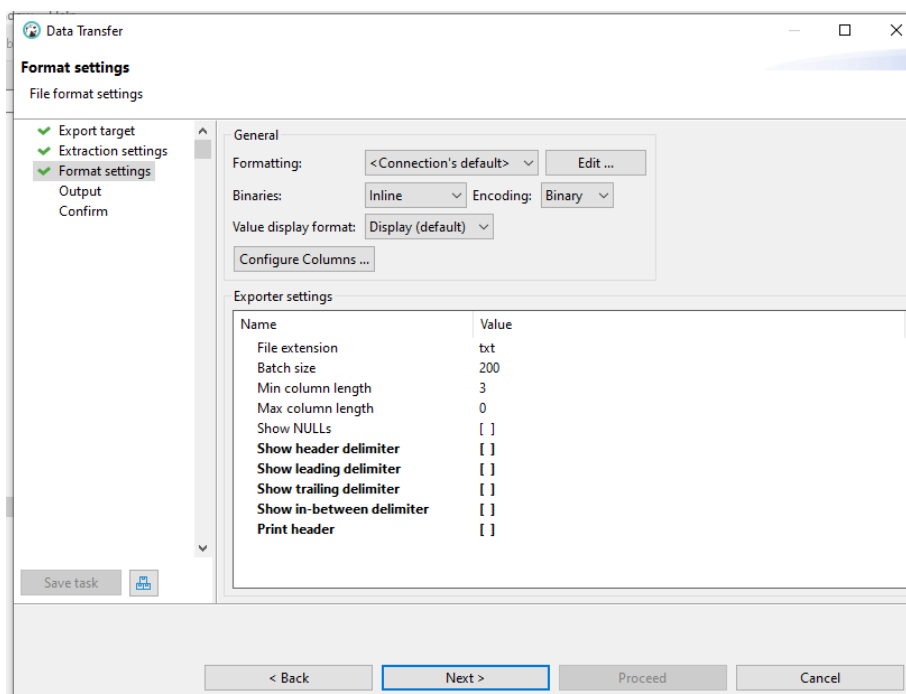 Data Transfer
Format settings
File format settings
Export target
Extraction settings
Format settings
Output
Confirm
General
Formatting: <Connection's default> Edit ...
Binaries: Inline Encoding: Binary
Value display format: Display (default)
Configure Columns ...
Exporter settings
Name Value
File extension txt
Batch size 200
Min column length 3
Max column length 0
Show NULLs [ ]
Show header delimiter [ ]
Show leading delimiter [ ]
Show trailing delimiter [ ]
Show in-between delimiter [ ]
Print header [ ]
Save task
< Back Next > Proceed Cancel